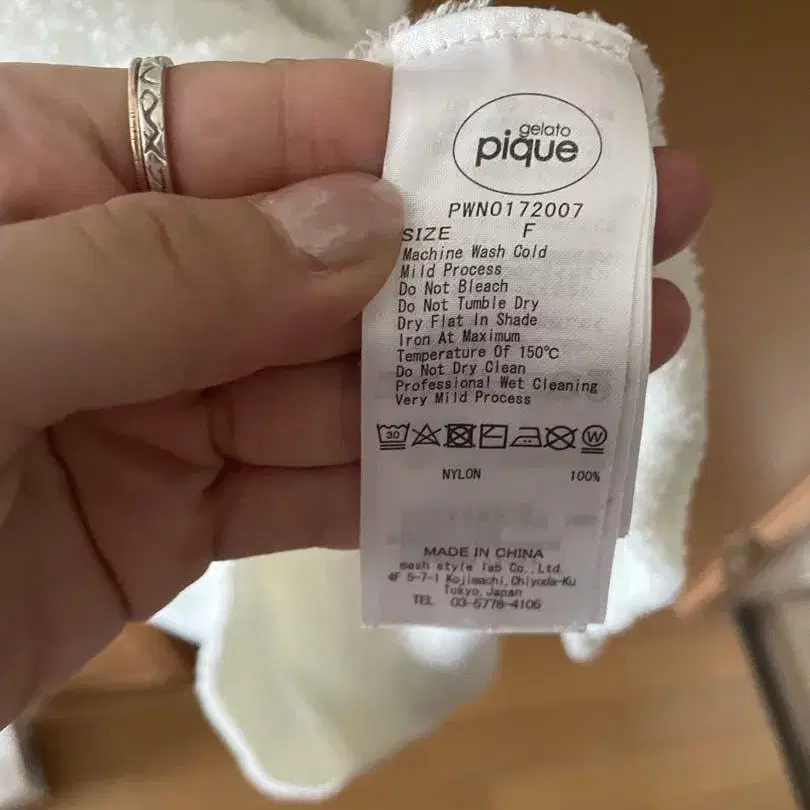 gelato
pique
PWNO172007
SIZE F
Machine Wash Cold
Mild Process
Do Not Bleach
Do Not Tumble Dry
Dry Flat In Shade
Iron At Maximum
Temperature Of 150℃
Do Not Dry Clean
Professional Wet Cleaning
Very Mild Process
30 W
NYLON 100%
MADE IN CHINA
mash style lab Co.,Ltd.
4F 5-7-1 Kojimachi,Chiyoda-Ku
Tokyo,Japan
TEL 03-5778-4106